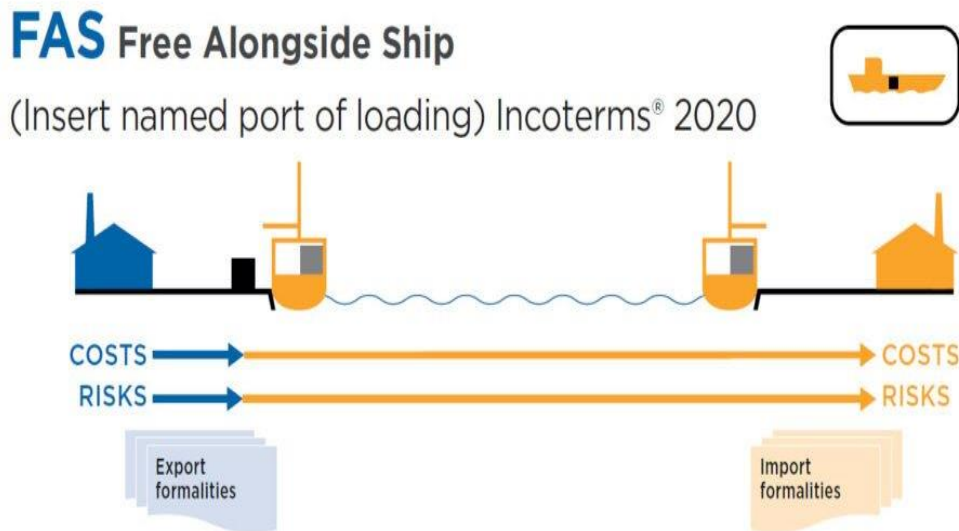 FAS Free Alongside Ship
(Insert named port of loading) Incoterms® 2020
COSTS COSTS
RISKS RISKS
Export
formalities
Import
formalities